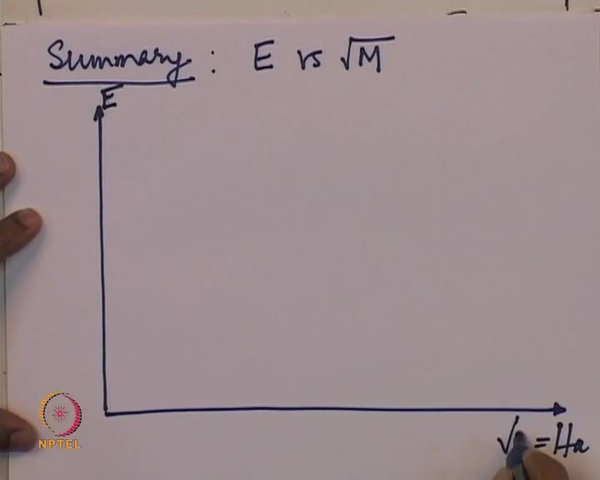 Summary : E vs √M
E
√ = Ha
NPTEL